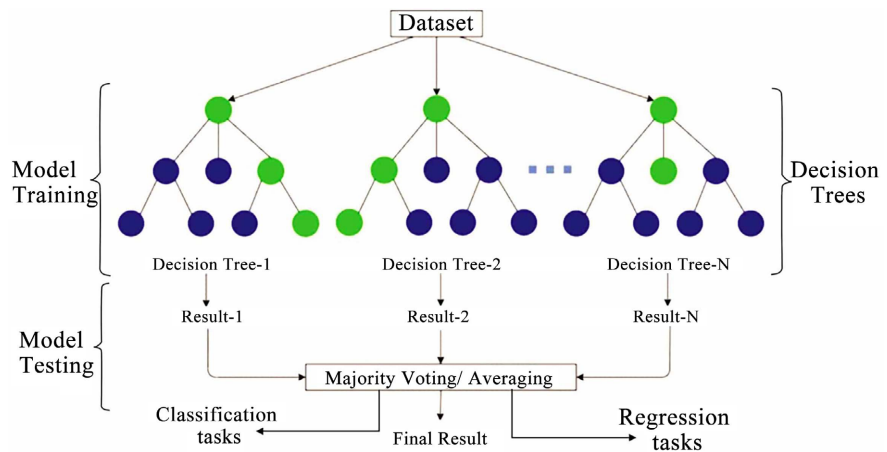 Dataset
Model
Training
Decision
Trees
Decision Tree-1
Decision Tree-2
Decision Tree-N
Model
Testing
Result-1
Result-2
Result-N
Majority Voting/ Averaging
Classification
tasks
Final Result
Regression
tasks